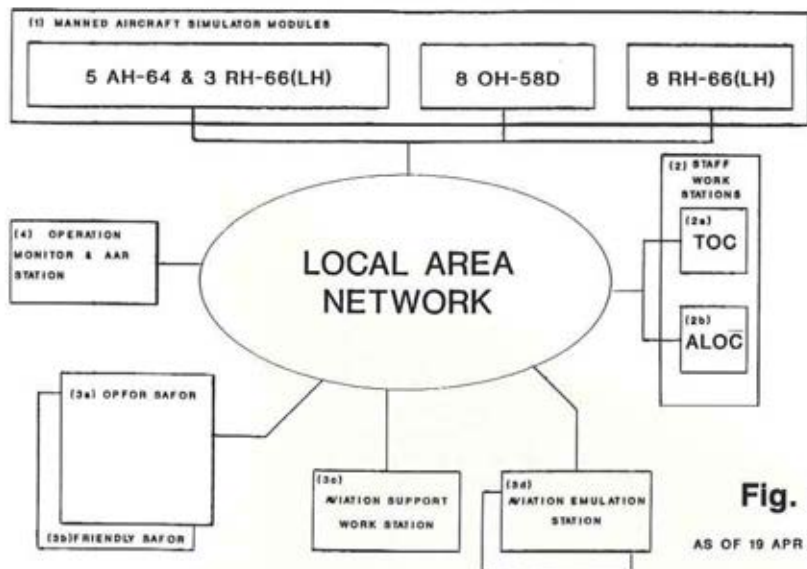 (1) MANNED AIRCRAFT SIMULATOR MODULES
5 AH-64 & 3 RH-66(LH)
8 OH-58D
8 RH-66(LH)
(2) STAFF
WORK
STATIONS
(2a)
TOC
(2b)
ALOC
(4) OPERATION
MONITOR & AAR
STATION
LOCAL AREA
NETWORK
(3a) OPFOR SAFOR
(3b)FRIENDLY SAFOR
(3c)
AVIATION SUPPORT
WORK STATION
(3d)
AVIATION EMULATION
STATION
Fig.
AS OF 19 APR